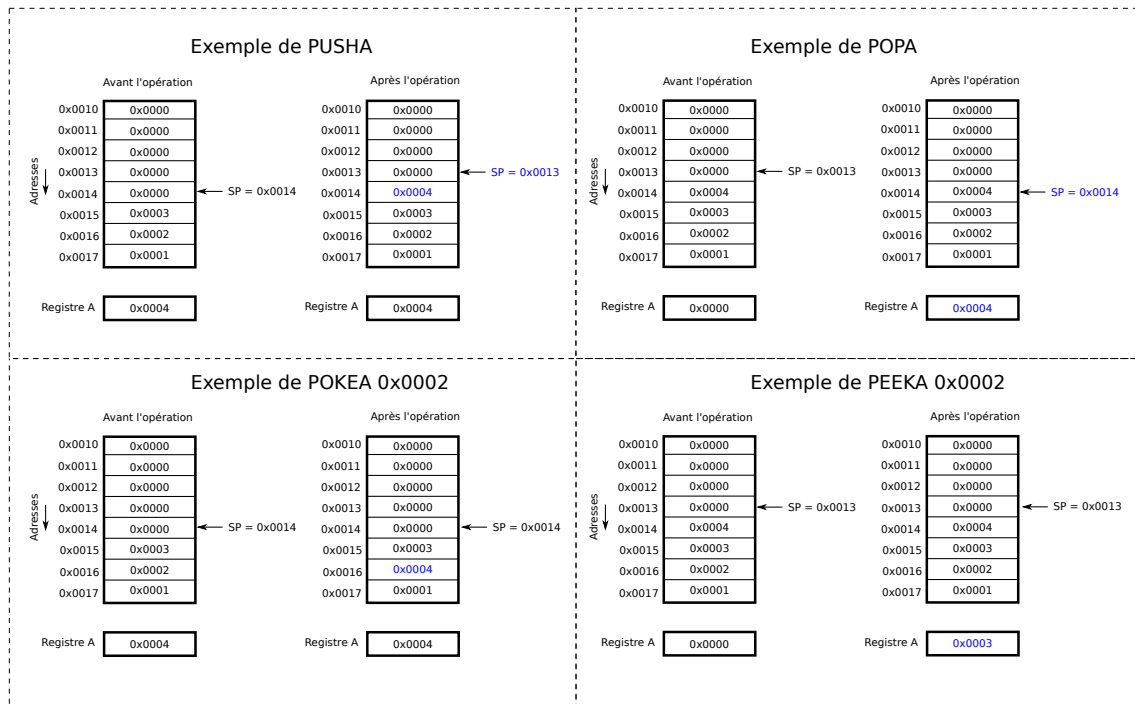 Exemple de PUSHA
Avant l'opération
Après l'opération
0x0010 0x0000 0x0010 0x0000
0x0011 0x0000 0x0011 0x0000
0x0012 0x0000 0x0012 0x0000
0x0013 0x0000 0x0013 0x0000 SP = 0x0013
0x0014 0x0000 SP = 0x0014 0x0014 0x0004
0x0015 0x0003 0x0015 0x0003
0x0016 0x0002 0x0016 0x0002
0x0017 0x0001 0x0017 0x0001
Adresses
Registre A 0x0004 Registre A 0x0004
Exemple de POPA
Avant l'opération
Après l'opération
0x0010 0x0000 0x0010 0x0000
0x0011 0x0000 0x0011 0x0000
0x0012 0x0000 0x0012 0x0000
0x0013 0x0000 SP = 0x0013 0x0013 0x0000
0x0014 0x0004 0x0014 0x0004 SP = 0x0014
0x0015 0x0003 0x0015 0x0003
0x0016 0x0002 0x0016 0x0002
0x0017 0x0001 0x0017 0x0001
Adresses
Registre A 0x0000 Registre A 0x0004
Exemple de POKEA 0x0002
Avant l'opération
Après l'opération
0x0010 0x0000 0x0010 0x0000
0x0011 0x0000 0x0011 0x0000
0x0012 0x0000 0x0012 0x0000
0x0013 0x0000 0x0013 0x0000
0x0014 0x0000 SP = 0x0014 0x0014 0x0000 SP = 0x0014
0x0015 0x0003 0x0015 0x0003
0x0016 0x0002 0x0016 0x0004
0x0017 0x0001 0x0017 0x0001
Adresses
Registre A 0x0004 Registre A 0x0004
Exemple de PEEKA 0x0002
Avant l'opération
Après l'opération
0x0010 0x0000 0x0010 0x0000
0x0011 0x0000 0x0011 0x0000
0x0012 0x0000 0x0012 0x0000
0x0013 0x0000 SP = 0x0013 0x0013 0x0000 SP = 0x0013
0x0014 0x0004 0x0014 0x0004
0x0015 0x0003 0x0015 0x0003
0x0016 0x0002 0x0016 0x0002
0x0017 0x0001 0x0017 0x0001
Adresses
Registre A 0x0000 Registre A 0x0003